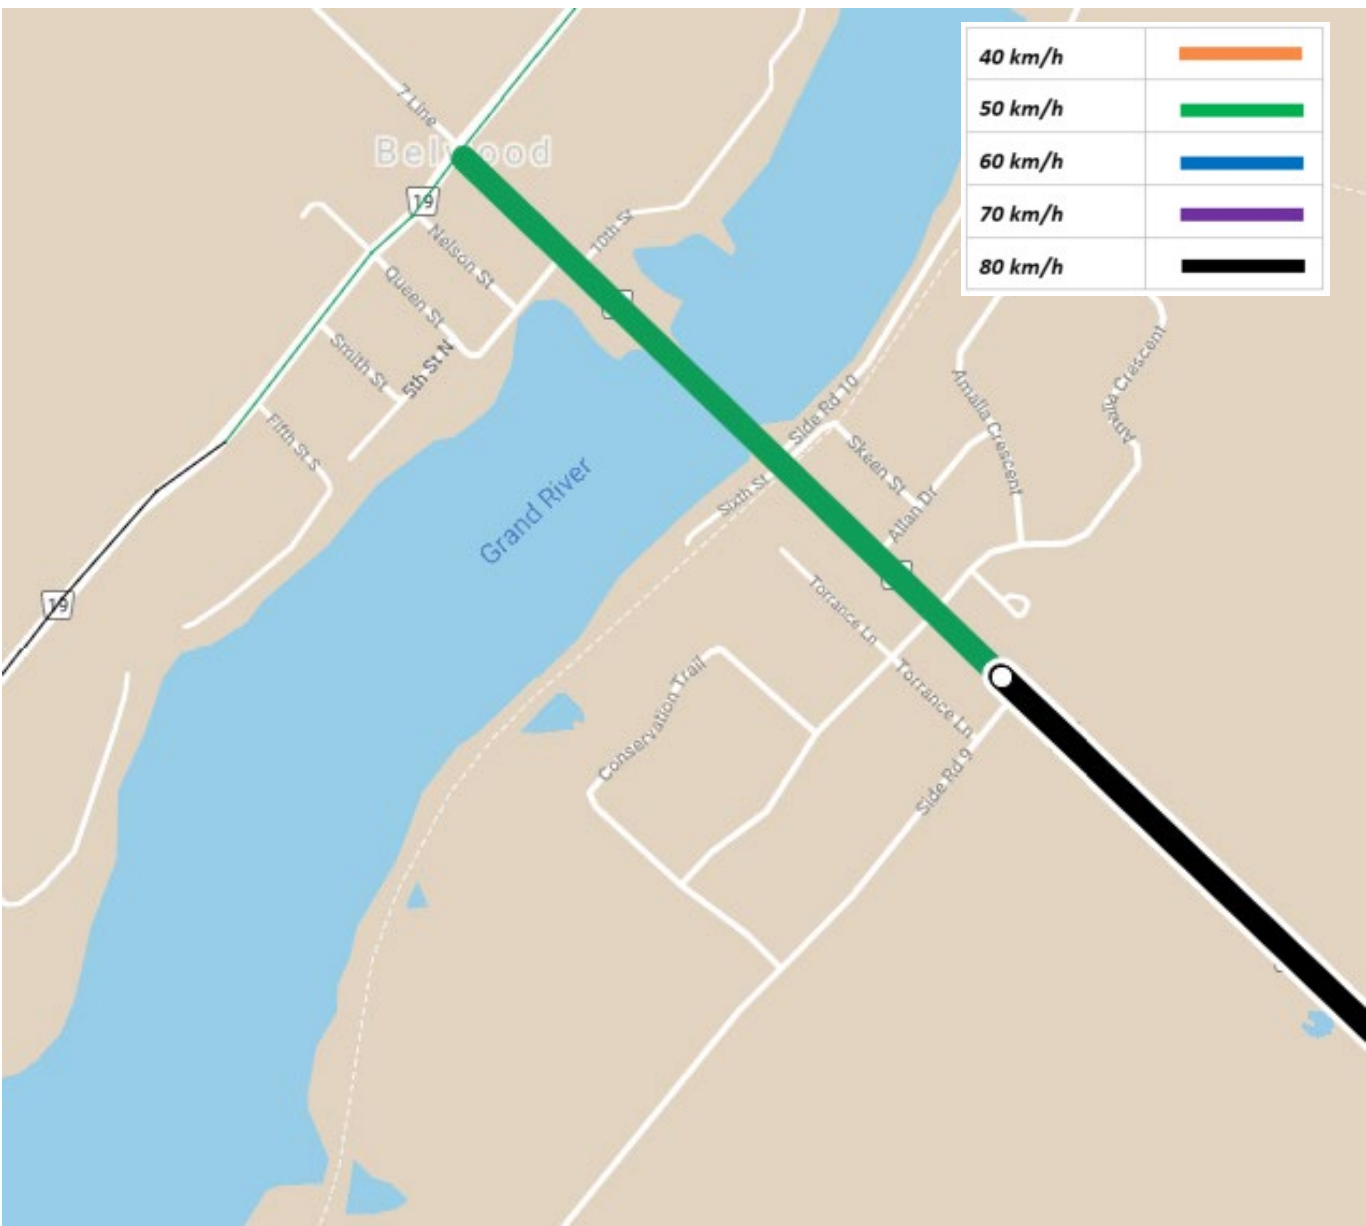 40 km/h
50 km/h
60 km/h
70 km/h
80 km/h
2 Line
Belwood
19
Nelson St
10th St
Queen St
Smith St
5th St N
Fifth St S
Grand River
Side Rd 10
Sixth St
Skeen St
Allan Dr
Amalia Crescent
Amalia Crescent
19
Torrance Ln
Torrance Ln
Conservation Trail
Side Rd 9